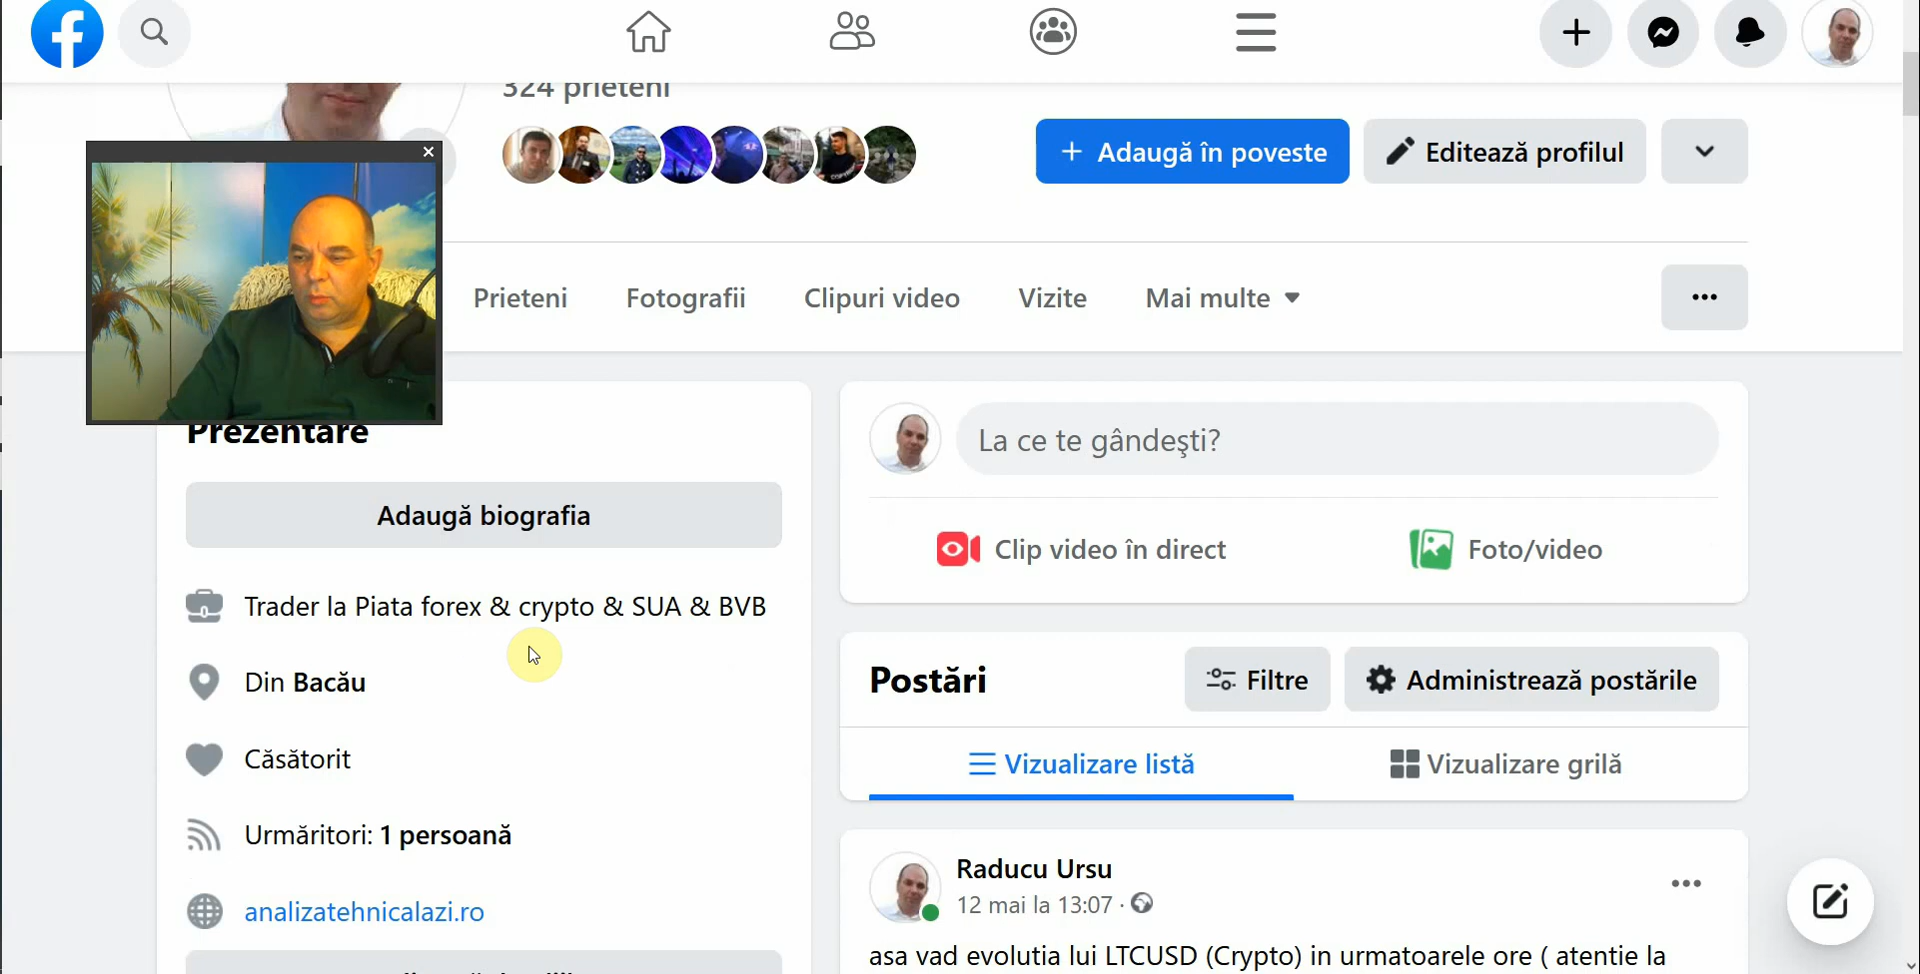 324 prieteni
+ Adaugă în poveste
Editează profilul
Prieteni
Fotografii
Clipuri video
Vizite
Mai multe
Prezentare
Adaugă biografia
Trader la Piata forex & crypto & SUA & BVB
Din Bacău
Căsătorit
Urmăritori: 1 persoană
analizatehnicalazi.ro
La ce te gândești?
Clip video în direct
Foto/video
Postări
Filtre
Administrează postările
Vizualizare listă
Vizualizare grilă
Raducu Ursu
12 mai la 13:07 ·
asa vad evolutia lui LTCUSD (Crypto) in urmatoarele ore ( atentie la